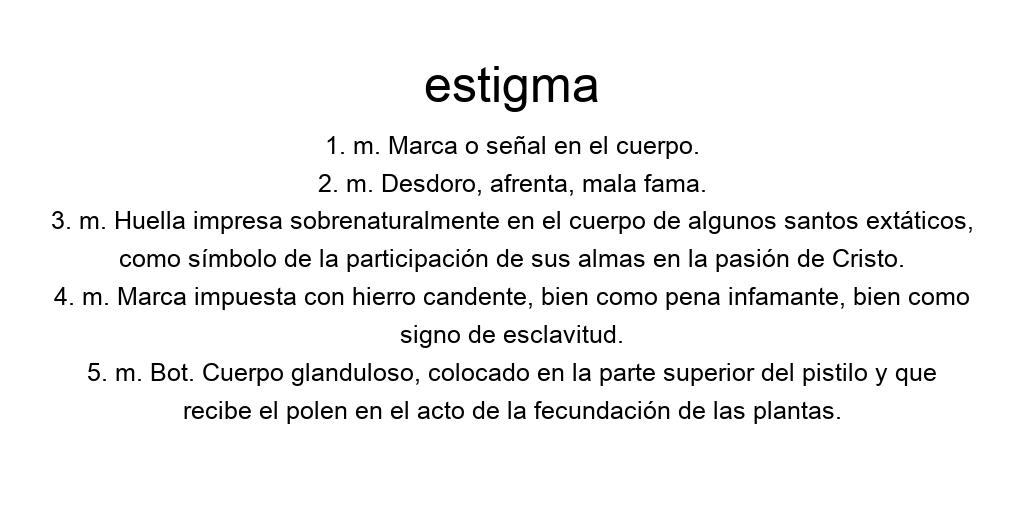 estigma
1. m. Marca o señal en el cuerpo.
2. m. Desdoro, afrenta, mala fama.
3. m. Huella impresa sobrenaturalmente en el cuerpo de algunos santos extáticos,
como símbolo de la participación de sus almas en la pasión de Cristo.
4. m. Marca impuesta con hierro candente, bien como pena infamante, bien como
signo de esclavitud.
5. m. Bot. Cuerpo glanduloso, colocado en la parte superior del pistilo y que
recibe el polen en el acto de la fecundación de las plantas.